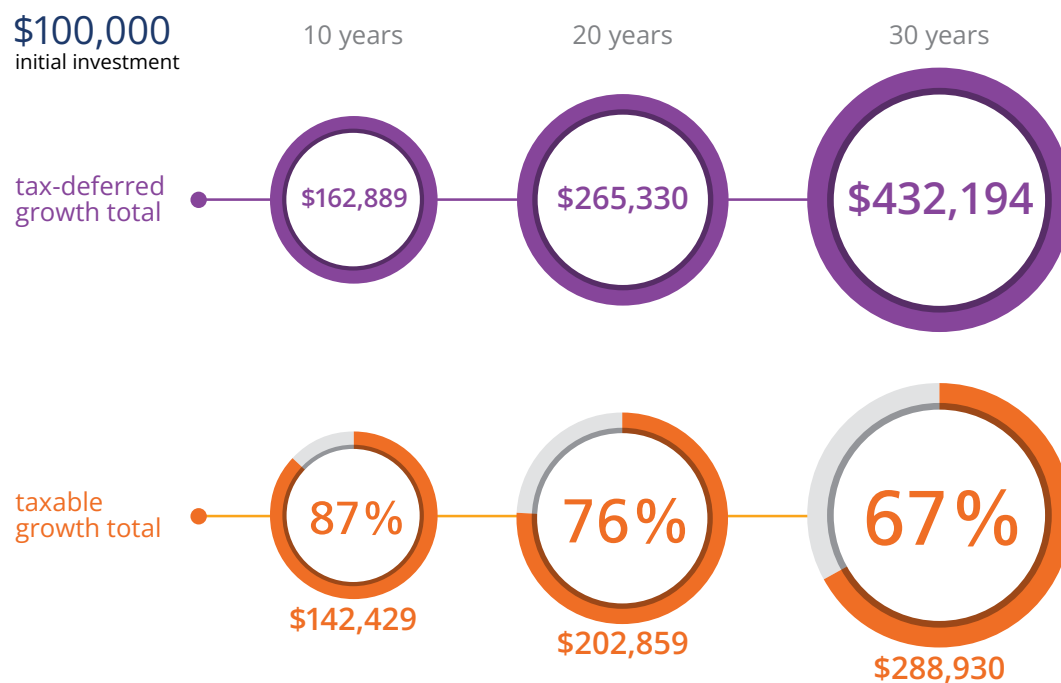 $100,000
initial investment
10 years
20 years
30 years
tax-deferred
growth total
$162,889
$265,330
$432,194
taxable
growth total
87%
76%
67%
$142,429
$202,859
$288,930